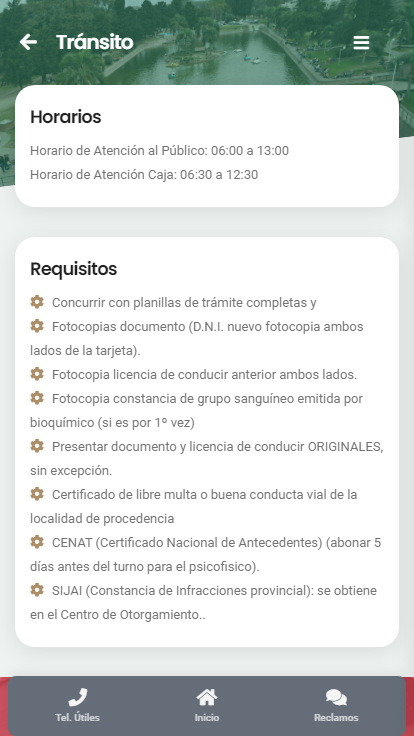 Tránsito
Horarios
Horario de Atención al Público: 06:00 a 13:00
Horario de Atención Caja: 06:30 a 12:30
Requisitos
Concurrir con planillas de trámite completas y
Fotocopias documento (D.N.I. nuevo fotocopia ambos
lados de la tarjeta).
Fotocopia licencia de conducir anterior ambos lados.
Fotocopia constancia de grupo sanguíneo emitida por
bioquímico (si es por 1º vez)
Presentar documento y licencia de conducir ORIGINALES,
sin excepción.
Certificado de libre multa o buena conducta vial de la
localidad de procedencia
CENAT (Certificado Nacional de Antecedentes) (abonar 5
días antes del turno para el psicofisico).
SIJAI (Constancia de Infracciones provincial): se obtiene
en el Centro de Otorgamiento..
Tel. Útiles
Inicio
Reclamos